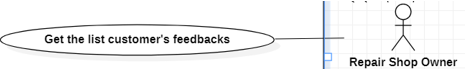 Get the list customer's feedbacks
Repair Shop Owner